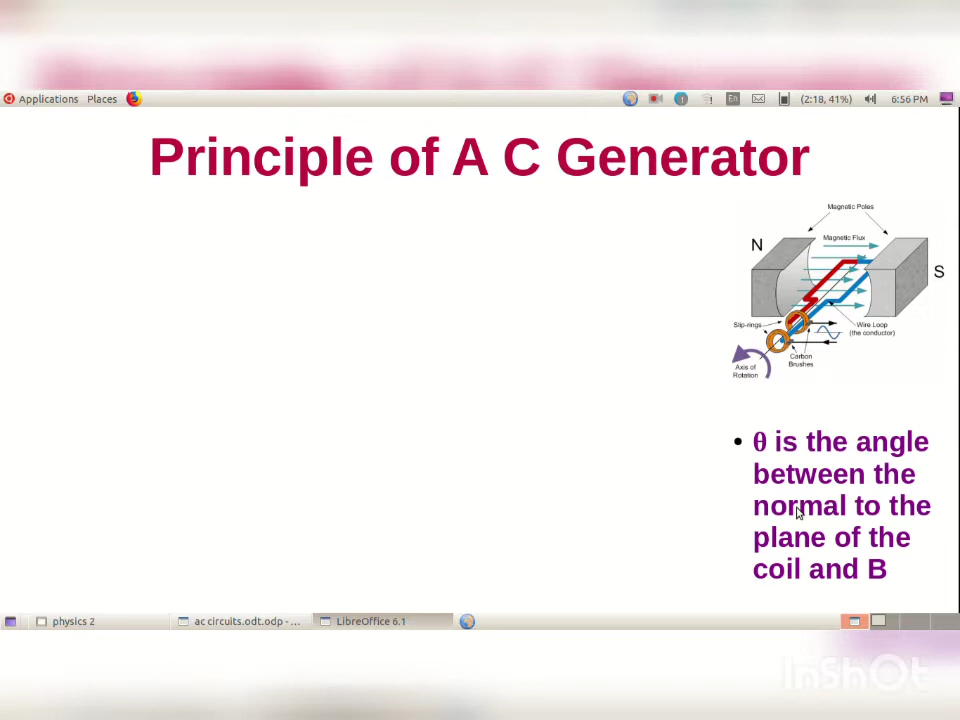 Applications Places En (2:18, 41%) 6:56 PM
Principle of A C Generator
Magnetic Poles
N
Magnetic Flux
S
Slip-rings
Wire Loop
(the conductor)
Carbon
Brushes
Axis of
Rotation
• θ is the angle
between the
normal to the
plane of the
coil and B
physics 2 ac circuits.odt.odp - ... LibreOffice 6.1
InShOt